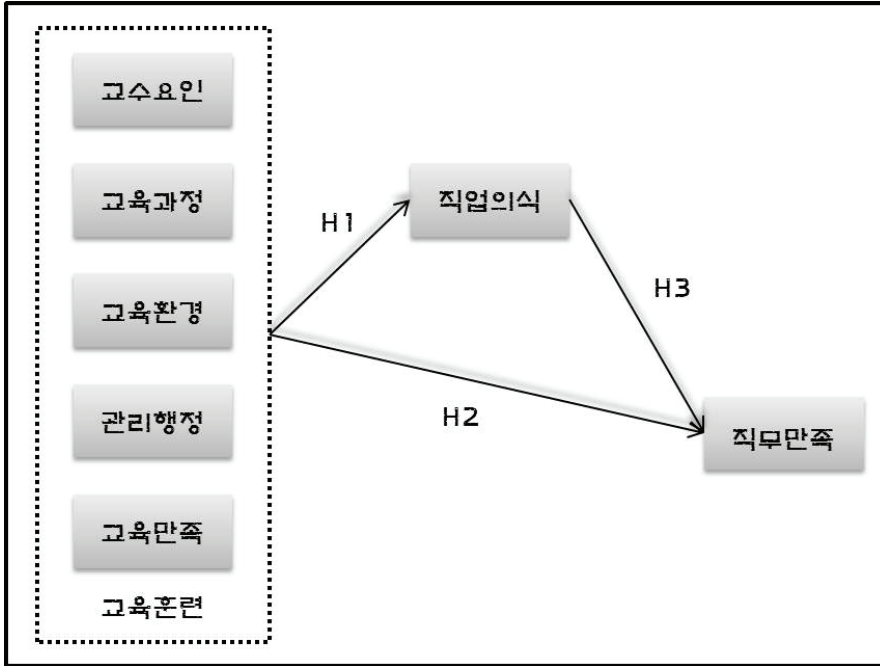 교수요인
교육과정
교육환경
관리행정
교육만족
교육훈련
H1
직업의식
H2
H3
직무만족